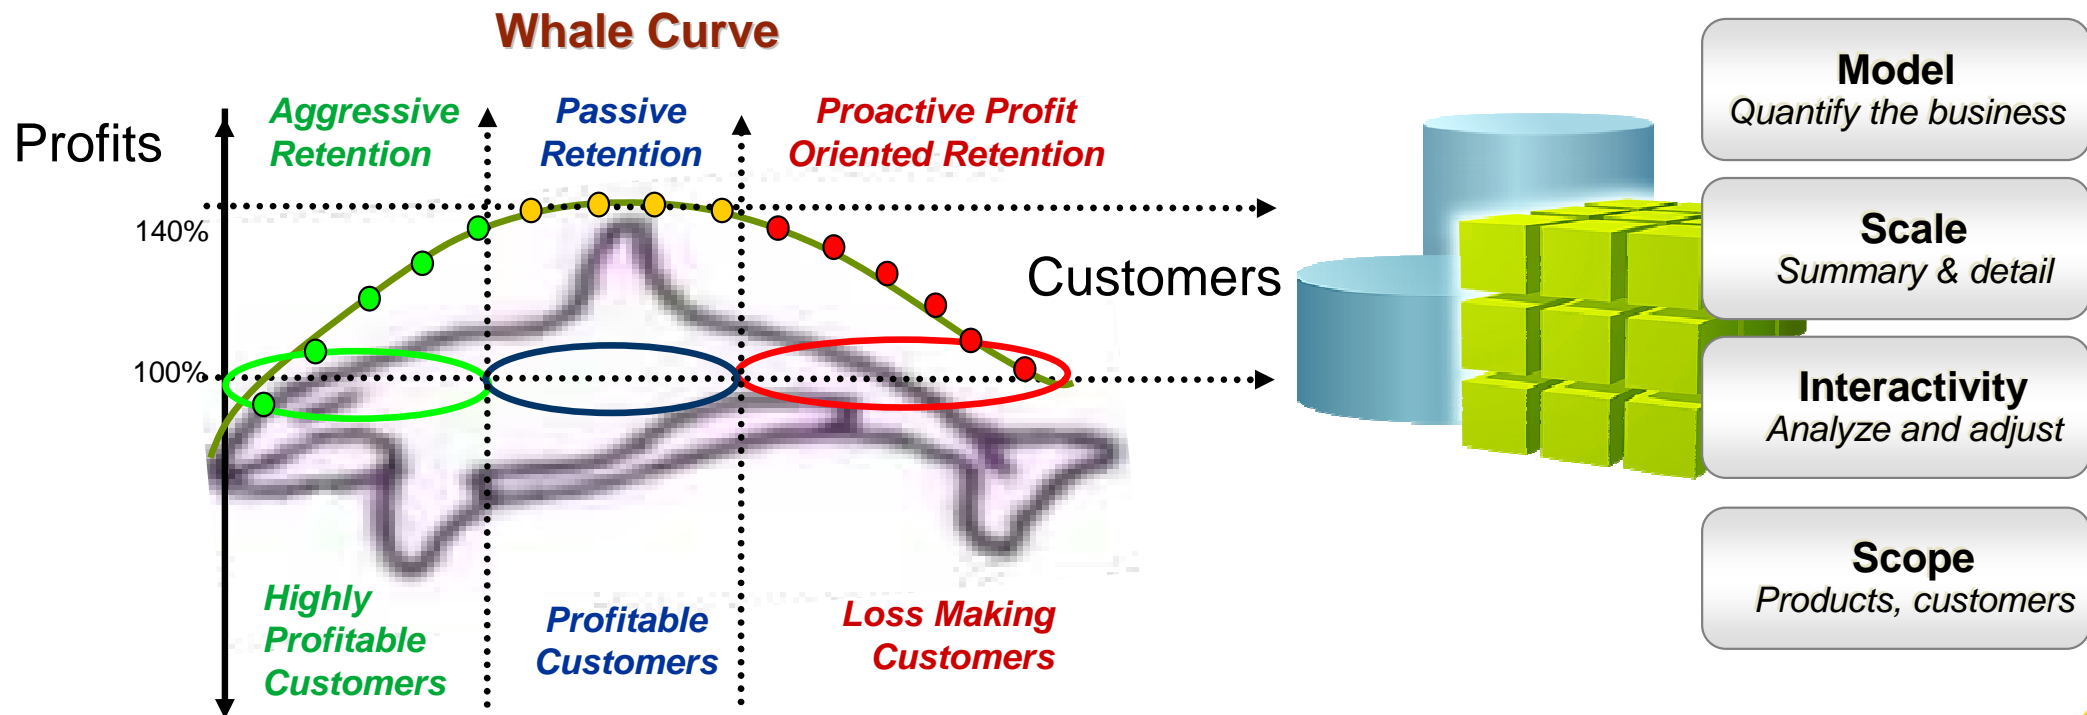 Whale Curve
Profits
Aggressive
Retention
Passive
Retention
Proactive Profit
Oriented Retention
140%
100%
Customers
Highly
Profitable
Customers
Profitable
Customers
Loss Making
Customers
Model
Quantify the business
Scale
Summary & detail
Interactivity
Analyze and adjust
Scope
Products, customers